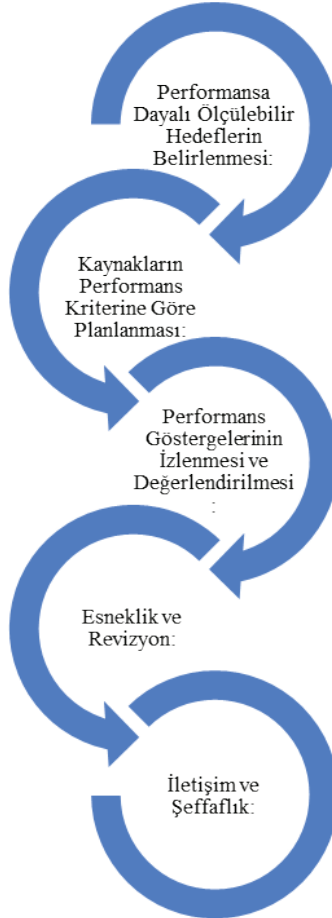 Performansa
Dayalı Ölçülebilir
Hedeflerin
Belirlenmesi:
Kaynakların
Performans
Kriterine Göre
Planlanması:
Performans
Göstergelerinin
İzlenmesi ve
Değerlendirilmesi
:
Esneklik ve
Revizyon:
İletişim ve
Şeffaflık: